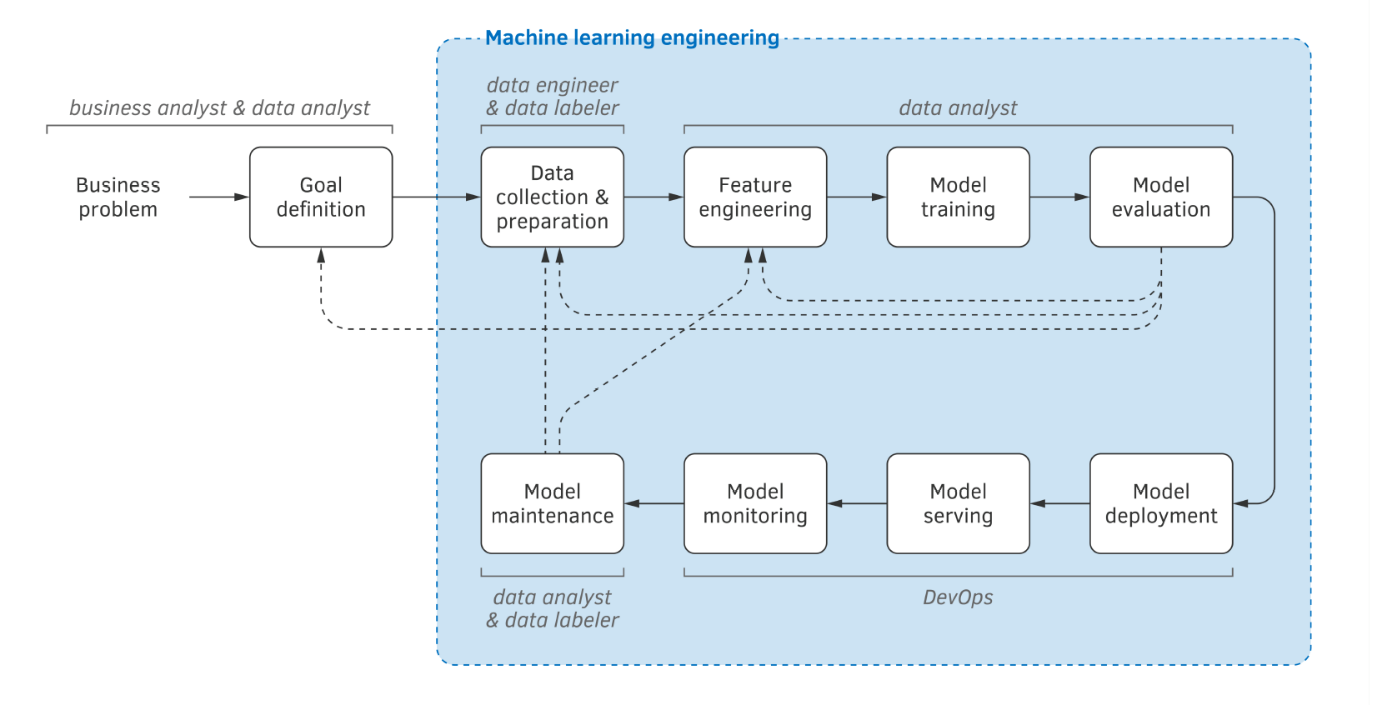 Machine learning engineering
business analyst & data analyst
data engineer
& data labeler
data analyst
Business
problem
Goal
definition
Data
collection &
preparation
Feature
engineering
Model
training
Model
evaluation
Model
maintenance
Model
monitoring
Model
serving
Model
deployment
data analyst
& data labeler
DevOps